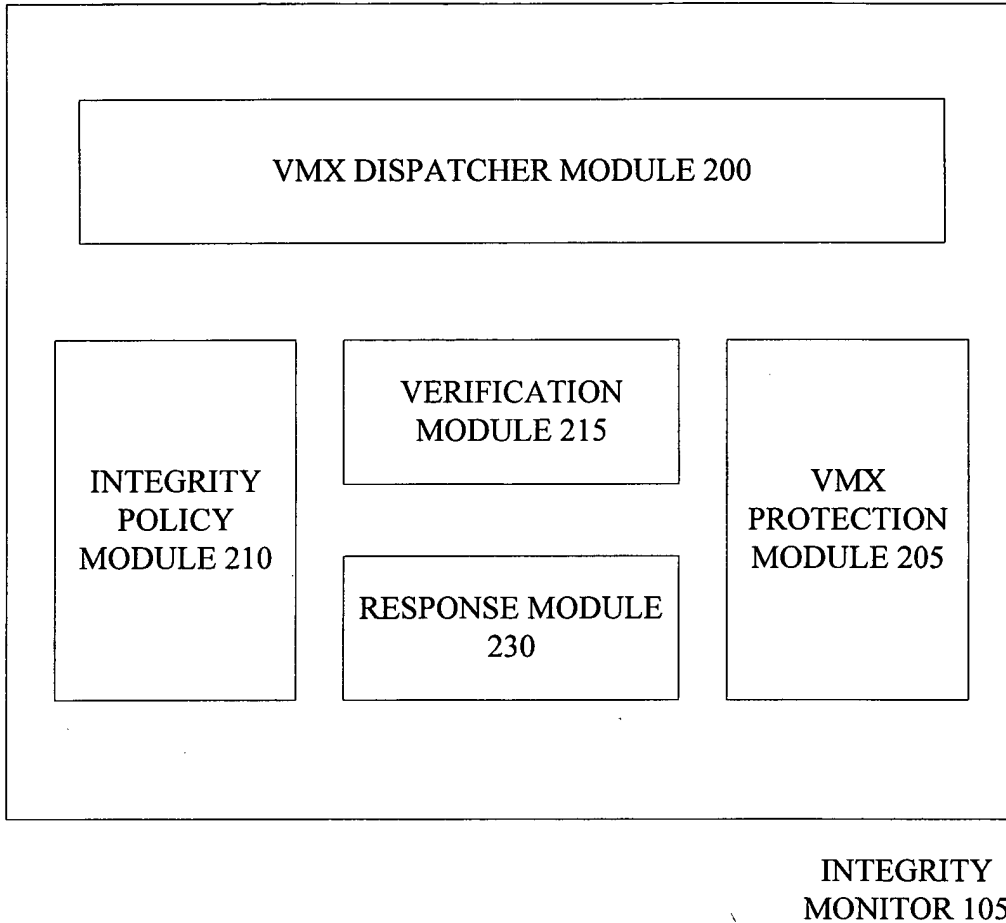 VMX DISPATCHER MODULE 200
VERIFICATION
MODULE 215
INTEGRITY
POLICY
MODULE 210
VMX
PROTECTION
MODULE 205
RESPONSE MODULE
230
INTEGRITY
MONITOR 105